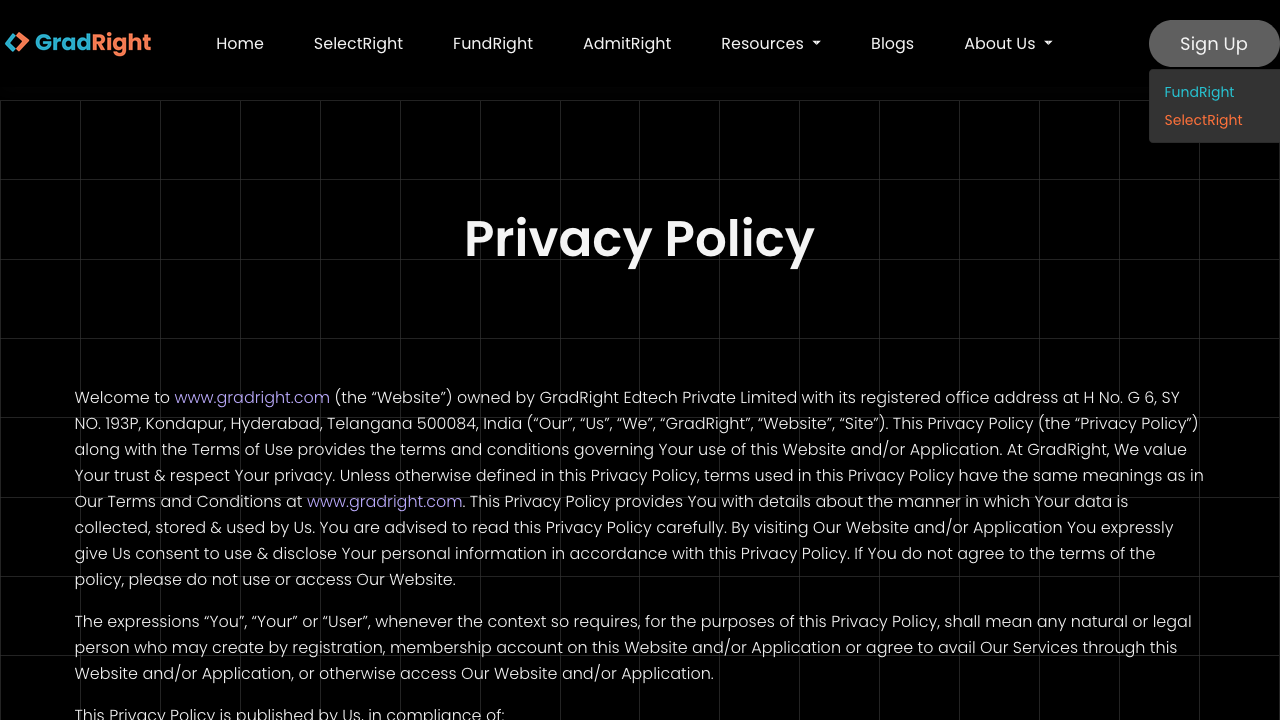 GradRight
Home
SelectRight
FundRight
AdmitRight
Resources
Blogs
About Us
Sign Up
FundRight
SelectRight
Privacy Policy
Welcome to www.gradright.com (the “Website”) owned by GradRight Edtech Private Limited with its registered office address at H No. G 6, SY
NO. 193P, Kondapur, Hyderabad, Telangana 500084, India (“Our”, “Us”, “We”, “GradRight”, “Website”, “Site”). This Privacy Policy (the “Privacy Policy”)
along with the Terms of Use provides the terms and conditions governing Your use of this Website and/or Application. At GradRight, We value
Your trust & respect Your privacy. Unless otherwise defined in this Privacy Policy, terms used in this Privacy Policy have the same meanings as in
Our Terms and Conditions at www.gradright.com. This Privacy Policy provides You with details about the manner in which Your data is
collected, stored & used by Us. You are advised to read this Privacy Policy carefully. By visiting Our Website and/or Application You expressly
give Us consent to use & disclose Your personal information in accordance with this Privacy Policy. If You do not agree to the terms of the
policy, please do not use or access Our Website.
The expressions “You”, “Your” or “User”, whenever the context so requires, for the purposes of this Privacy Policy, shall mean any natural or legal
person who may create by registration, membership account on this Website and/or Application or agree to avail Our Services through this
Website and/or Application, or otherwise access Our Website and/or Application.
This Privacy Policy is published by Us, in compliance of: